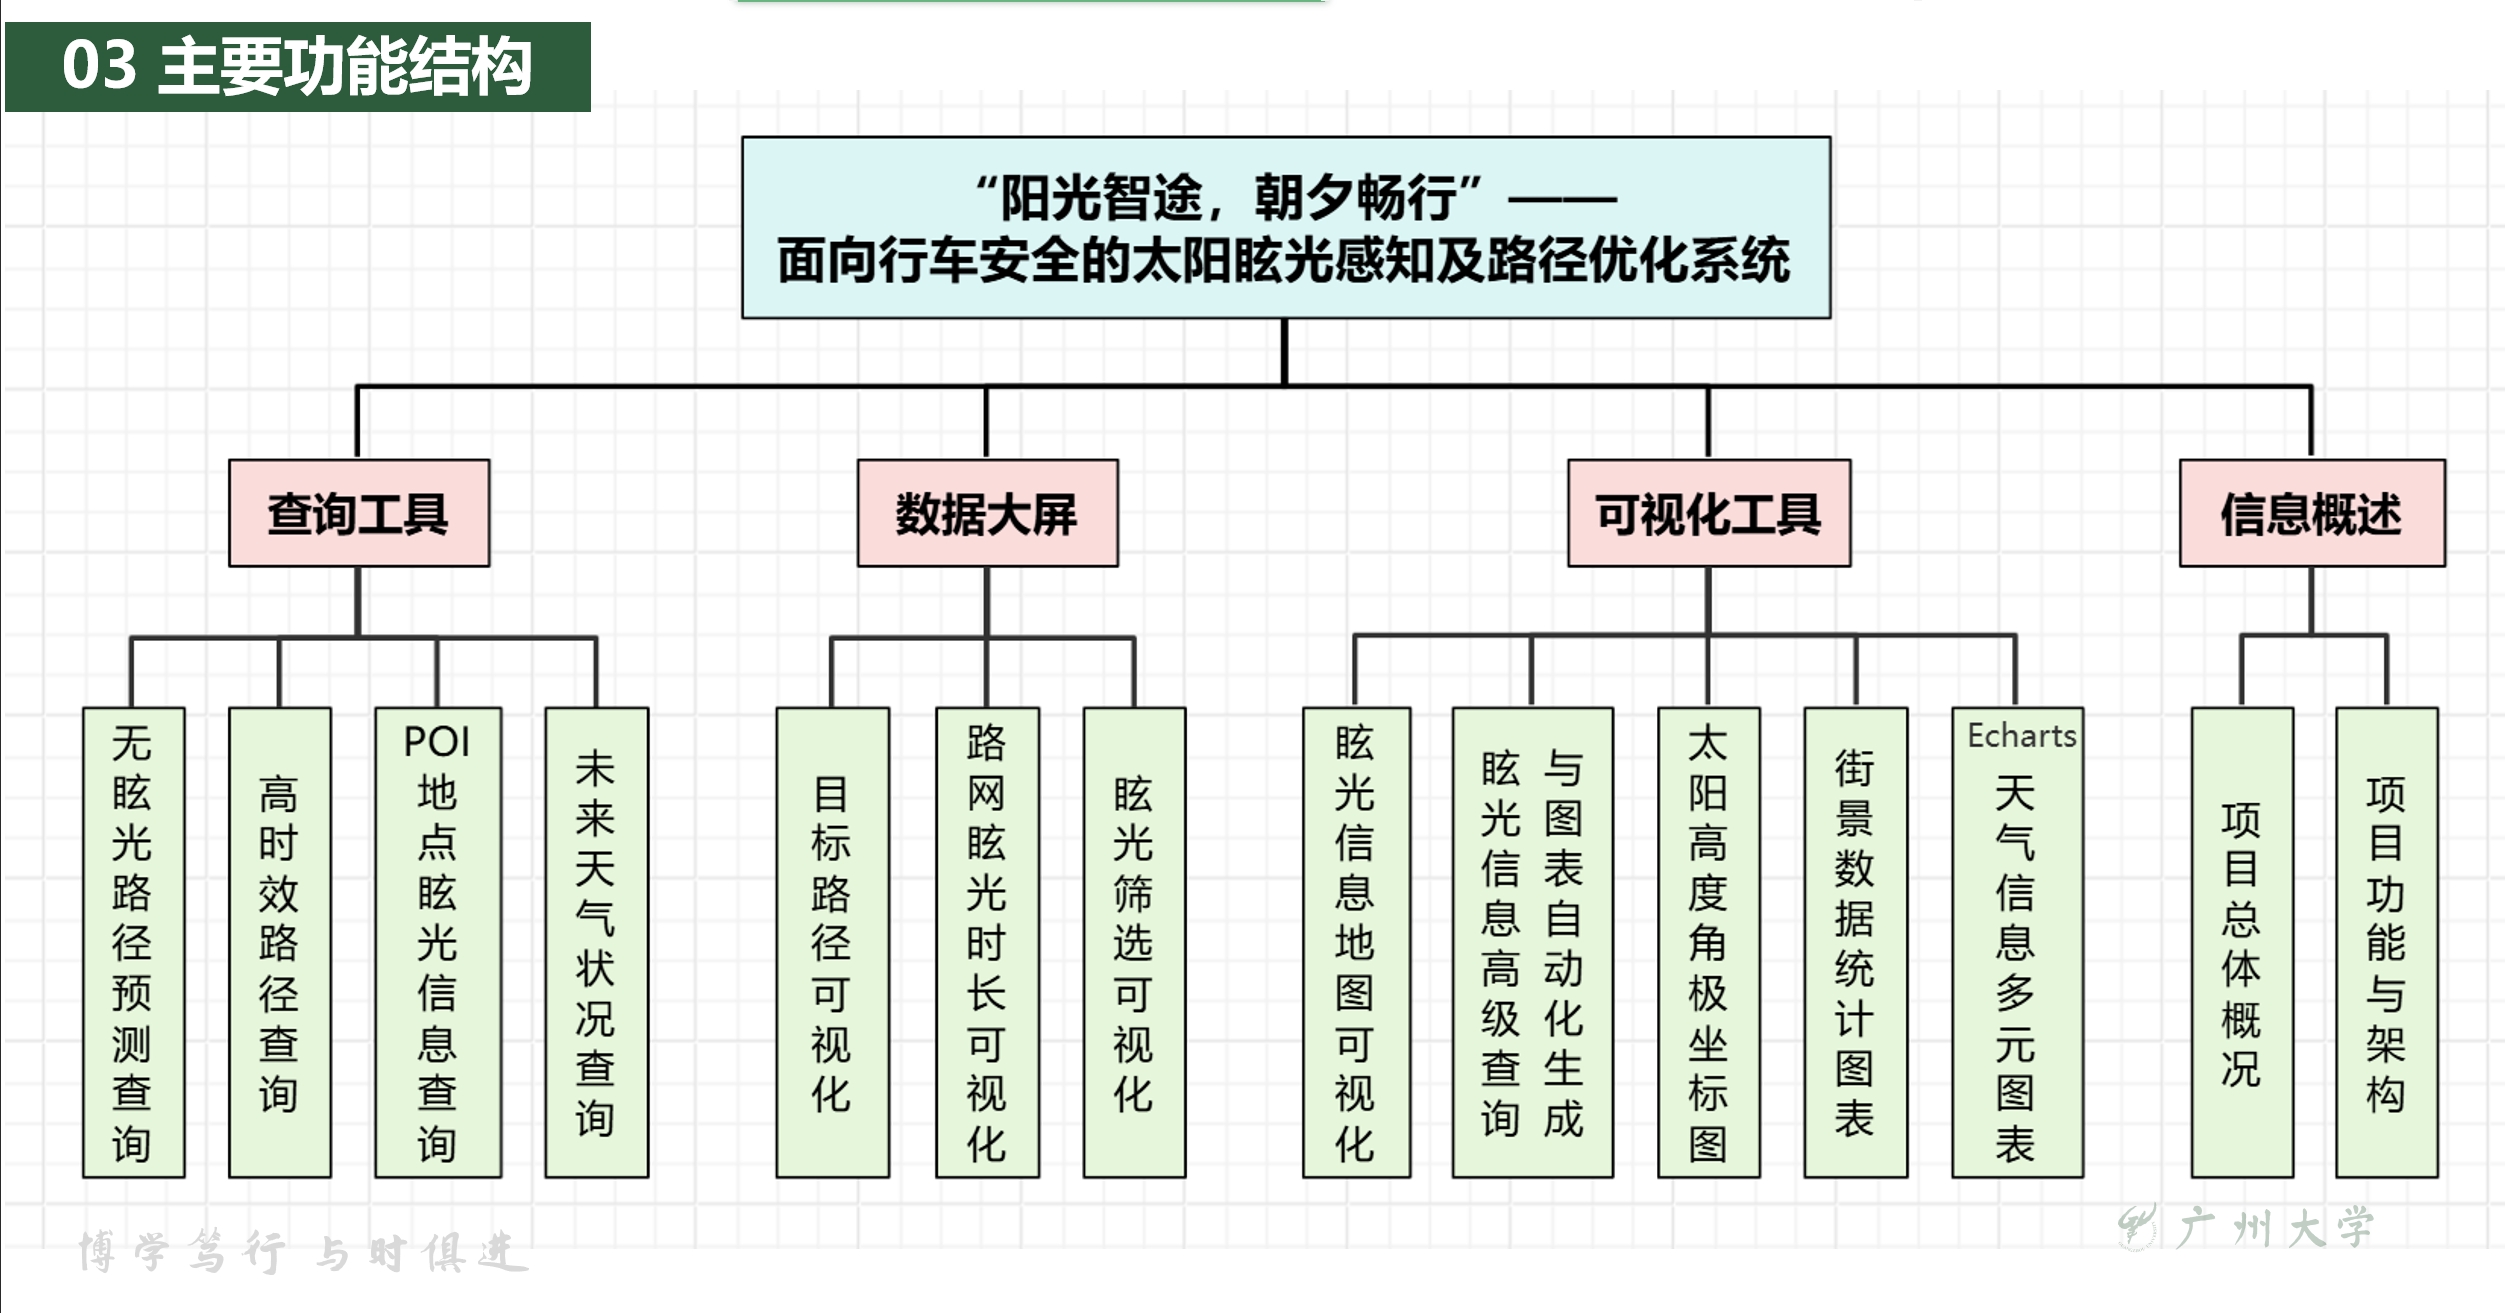 03 主要功能结构
“阳光智途，朝夕畅行”——
面向行车安全的太阳眩光感知及路径优化系统
查询工具
数据大屏
可视化工具
信息概述
无眩光路径预测查询
高时效路径查询
POI地点眩光信息查询
未来天气状况查询
目标路径可视化
路网眩光时长可视化
眩光筛选可视化
眩光信息地图可视化
眩光信息高级查询
与图表自动化生成
太阳高度角极坐标图
街景数据统计图表
Echarts天气信息多元图表
项目总体概况
项目功能与架构
博学笃行 与时俱进
广州大学